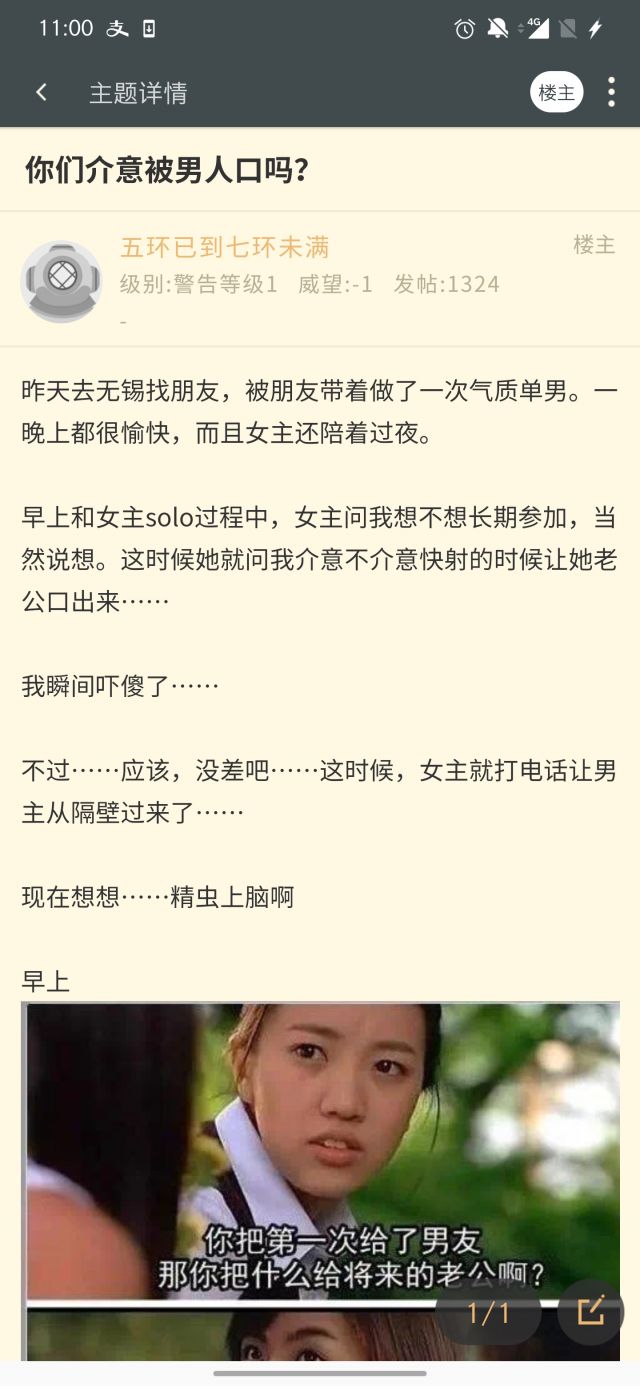 11:00
4G
主题详情
楼主
你们介意被男人口吗?
五环已到七环未满
楼主
级别:警告等级1 威望:-1 发帖:1324
-
昨天去无锡找朋友，被朋友带着做了一次气质单男。一
晚上都很愉快，而且女主还陪着过夜。
早上和女主solo过程中，女主问我想不想长期参加，当
然说想。这时候她就问我介意不介意快射的时候让她老
公口出来……
我瞬间吓傻了……
不过……应该，没差吧……这时候，女主就打电话让男
主从隔壁过来了……
现在想想……精虫上脑啊
早上
你把第一次给了男友
那你把什么给将来的老公啊?
1/1